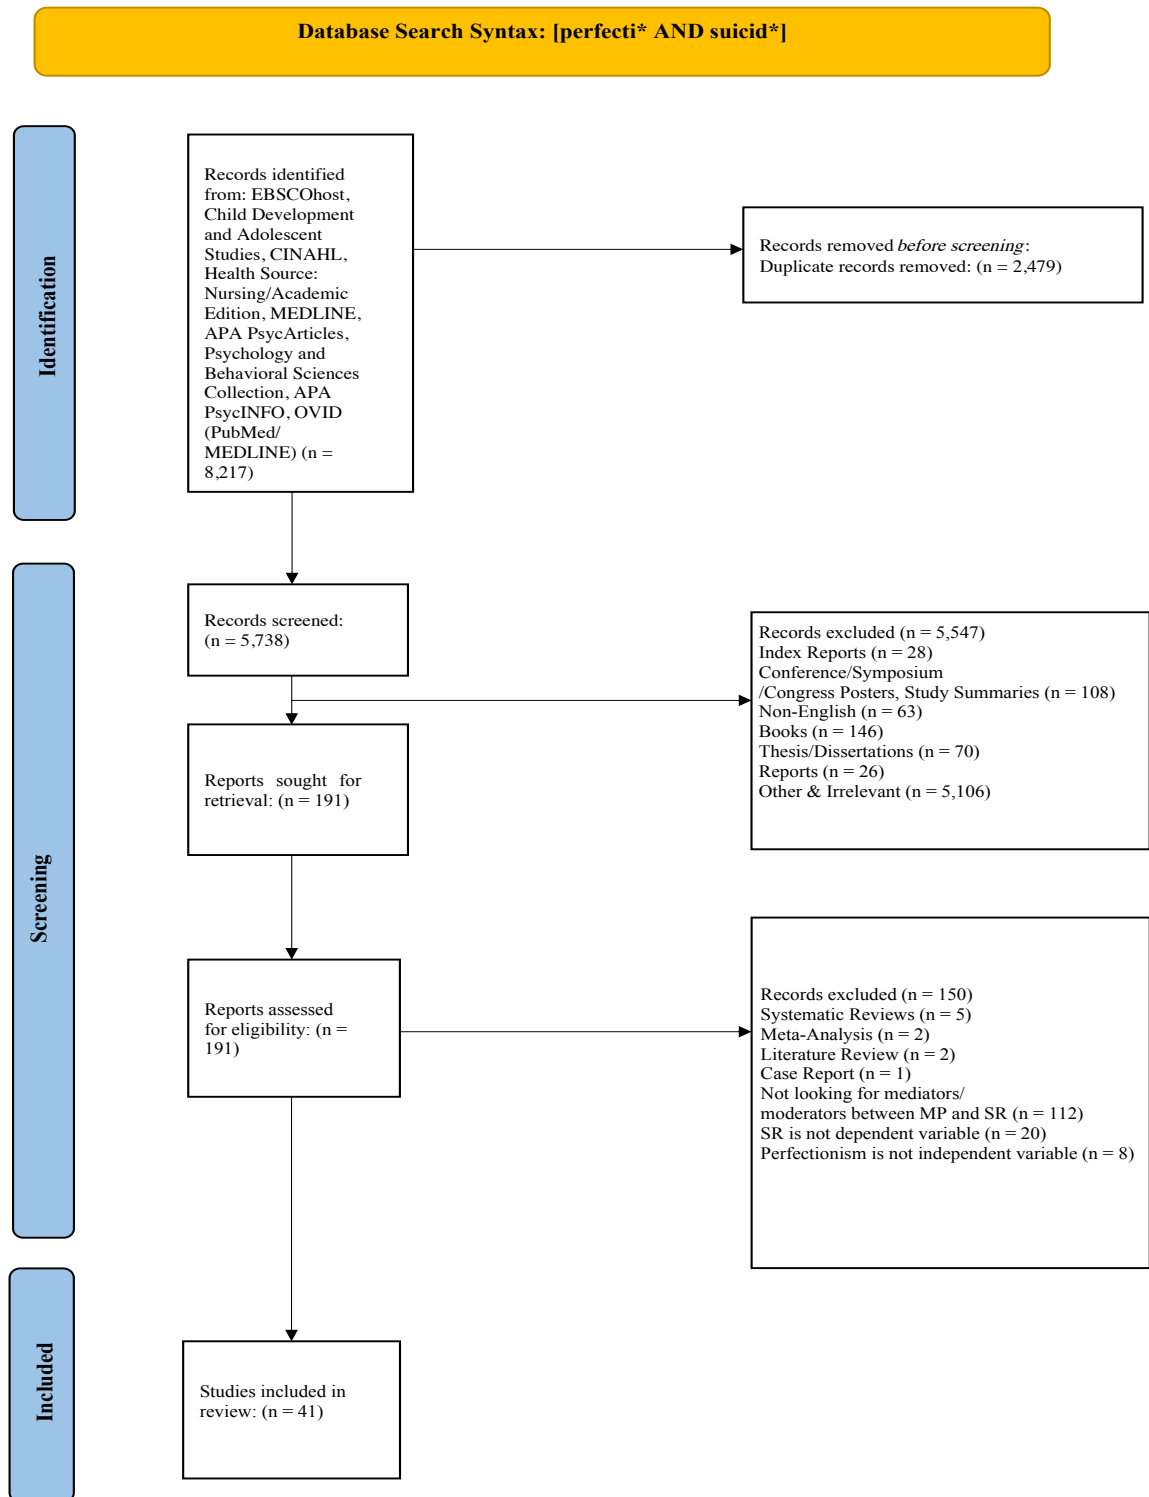 Database Search Syntax: [perfecti* AND suicid*]
Identification
Records identified
from: EBSCOhost,
Child Development
and Adolescent
Studies, CINAHL,
Health Source:
Nursing/Academic
Edition, MEDLINE,
APA PsycArticles,
Psychology and
Behavioral Sciences
Collection, APA
PsycINFO, OVID
(PubMed/
MEDLINE) (n =
8,217)
Records removed before screening:
Duplicate records removed: (n = 2,479)
Screening
Records screened:
(n = 5,738)
Records excluded (n = 5,547)
Index Reports (n = 28)
Conference/Symposium
/Congress Posters, Study Summaries (n = 108)
Non-English (n = 63)
Books (n = 146)
Thesis/Dissertations (n = 70)
Reports (n = 26)
Other & Irrelevant (n = 5,106)
Reports sought for
retrieval: (n = 191)
Reports assessed
for eligibility: (n =
191)
Records excluded (n = 150)
Systematic Reviews (n = 5)
Meta-Analysis (n = 2)
Literature Review (n = 2)
Case Report (n = 1)
Not looking for mediators/
moderators between MP and SR (n = 112)
SR is not dependent variable (n = 20)
Perfectionism is not independent variable (n = 8)
Included
Studies included in
review: (n = 41)